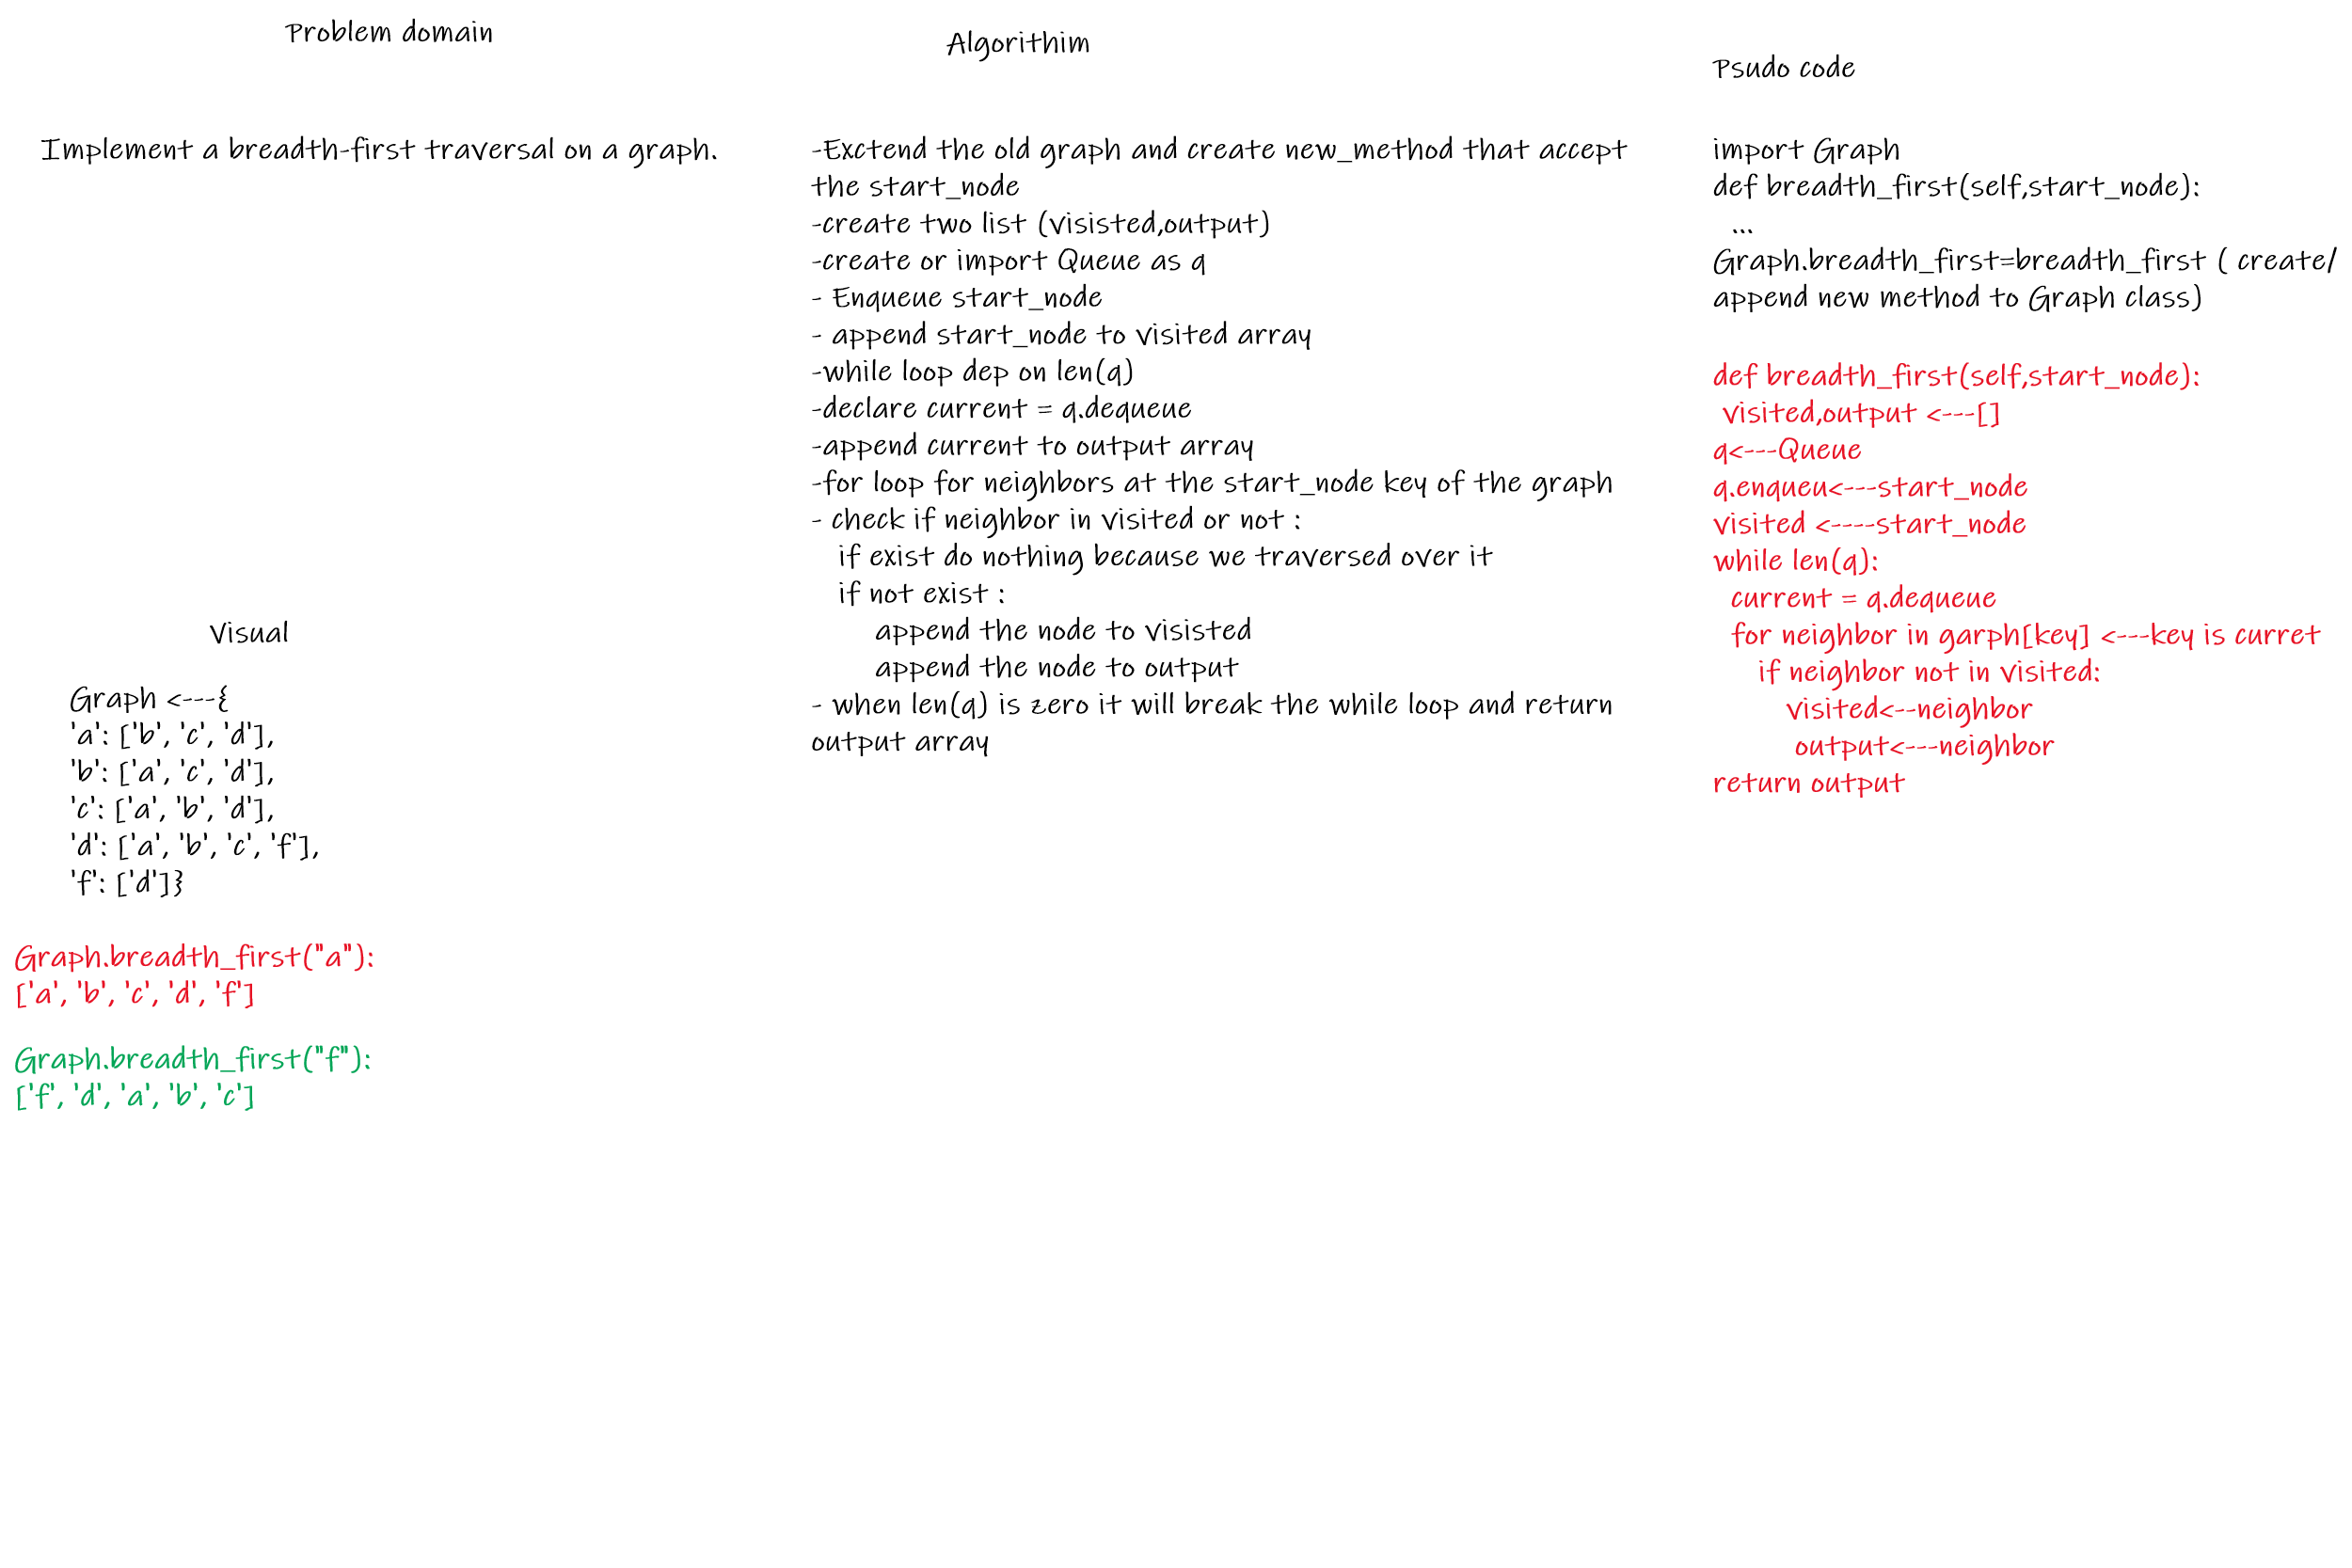 Problem domain
Implement a breadth-first traversal on a graph.
Visual
Graph <---{
'a': ['b', 'c', 'd'],
'b': ['a', 'c', 'd'],
'c': ['a', 'b', 'd'],
'd': ['a', 'b', 'c', 'f'],
'f': ['d']}
Graph.breadth_first("a"):
['a', 'b', 'c', 'd', 'f']
Graph.breadth_first("f"):
['f', 'd', 'a', 'b', 'c']
Algorithim
-Exctend the old graph and create new_method that accept
the start_node
-create two list (visisted,output)
-create or import Queue as q
- Enqueue start_node
- append start_node to visited array
-while loop dep on len(q)
-declare current = q.dequeue
-append current to output array
-for loop for neighbors at the start_node key of the graph
- check if neighbor in visited or not :
if exist do nothing because we traversed over it
if not exist :
append the node to visisted
append the node to output
- when len(q) is zero it will break the while loop and return
output array
Psudo code
import Graph
def breadth_first(self,start_node):
...
Graph.breadth_first=breadth_first ( create/
append new method to Graph class)
def breadth_first(self,start_node):
visited,output <---[]
q<---Queue
q.enqueu<---start_node
visited <----start_node
while len(q):
current = q.dequeue
for neighbor in garph[key] <---key is curret
if neighbor not in visited:
visited<--neighbor
output<---neighbor
return output